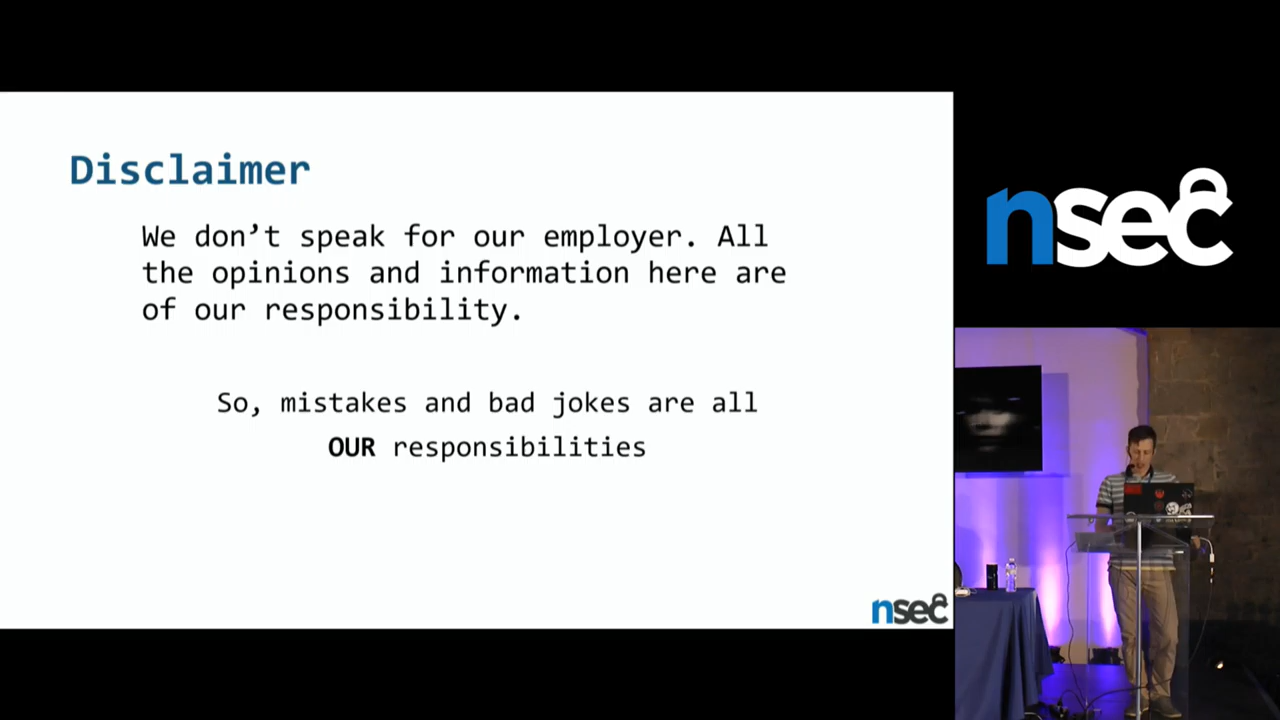 Disclaimer
We don’t speak for our employer. All
the opinions and information here are
of our responsibility.
So, mistakes and bad jokes are all
OUR responsibilities
nsec
nsec